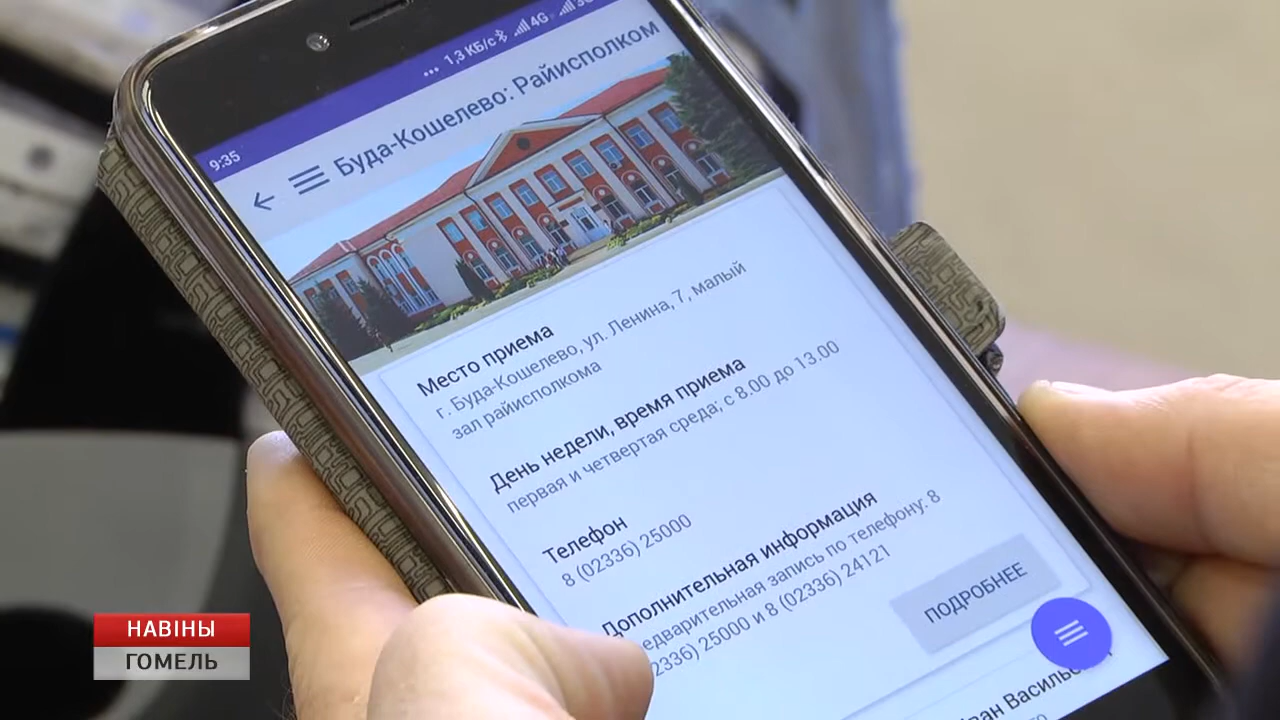 9:35
1,3 КБ/с 4G 3G
Буда-Кошелево: Райисполком
Место приема
г. Буда-Кошелево, ул. Ленина, 7, малый
зал райисполкома
День недели, время приема
первая и четвертая среда; с 8.00 до 13.00
Телефон
8 (02336) 25000
Дополнительная информация
едварительная запись по телефону: 8
2336) 25000 и 8 (02336) 24121
ПОДРОБНЕЕ
НАВІНЫ
ГОМЕЛЬ